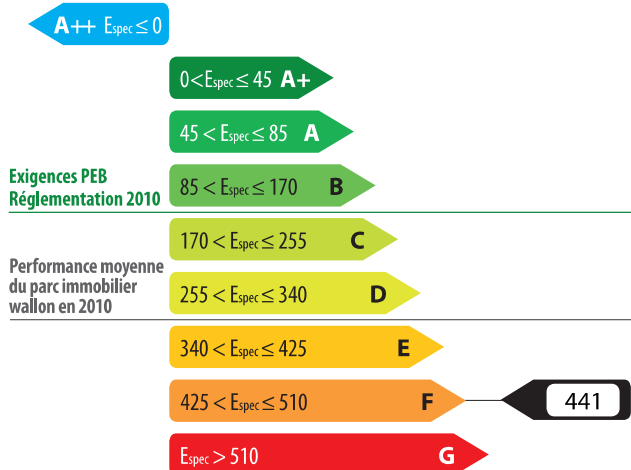 A++ Espec ≤ 0
0<Espec ≤ 45 A+
45 < Espec ≤ 85 A
Exigences PEB
Réglementation 2010
85 < Espec ≤ 170 B
170 < Espec ≤ 255 C
Performance moyenne
du parc immobilier
wallon en 2010
255 < Espec ≤ 340 D
340 < Espec ≤ 425 E
425 < Espec ≤ 510 F
441
Espec > 510 G